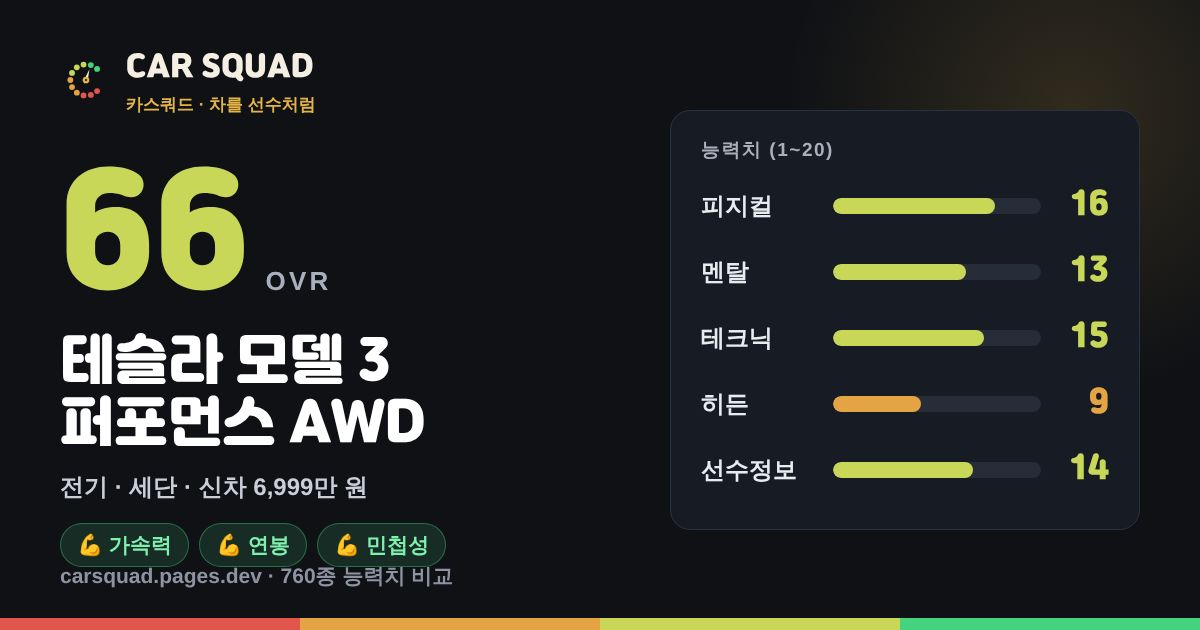 CAR SQUAD
카스쿼드 · 차를 선수처럼
66 OVR
테슬라 모델 3
퍼포먼스 AWD
전기 · 세단 · 신차 6,999만 원
💪 가속력 💪 연봉 💪 민첩성
carsquad.pages.dev · 760종 능력치 비교
능력치 (1~20)
피지컬 16
멘탈 13
테크닉 15
히든 9
선수정보 14